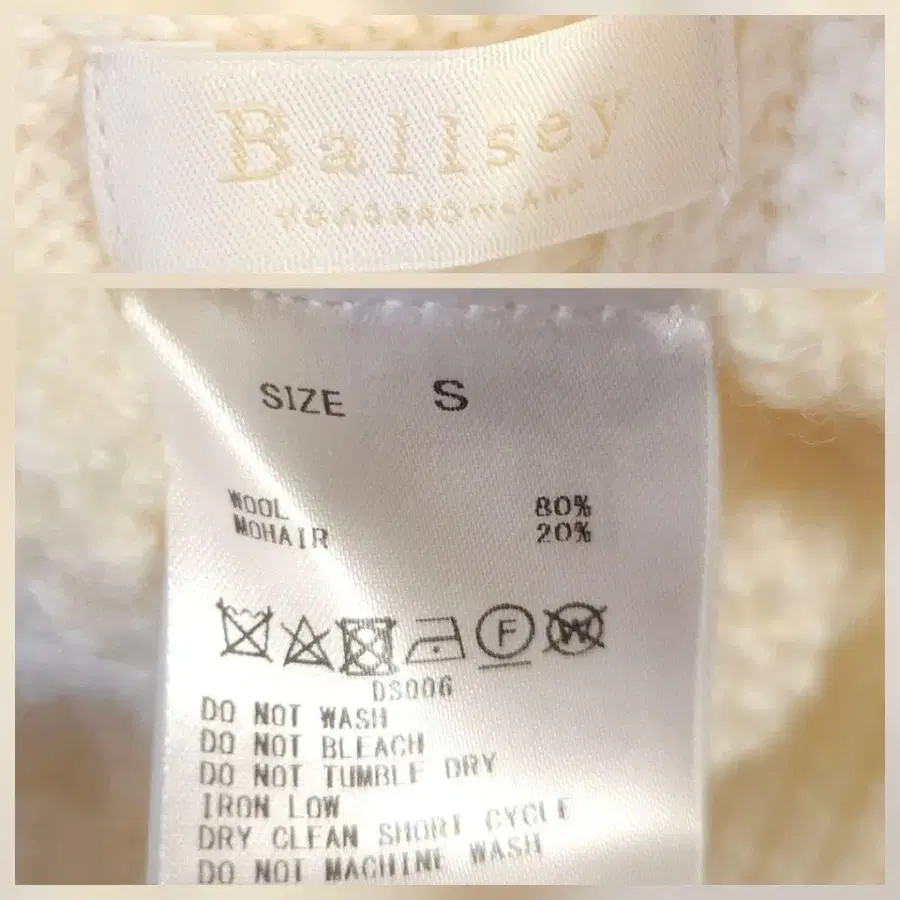 Ballsey
TOMORROWLAND
SIZE S
WOOL 80%
MOHAIR 20%
F W
DS006
DO NOT WASH
DO NOT BLEACH
DO NOT TUMBLE DRY
IRON LOW
DRY CLEAN SHORT CYCLE
DO NOT MACHINE WASH